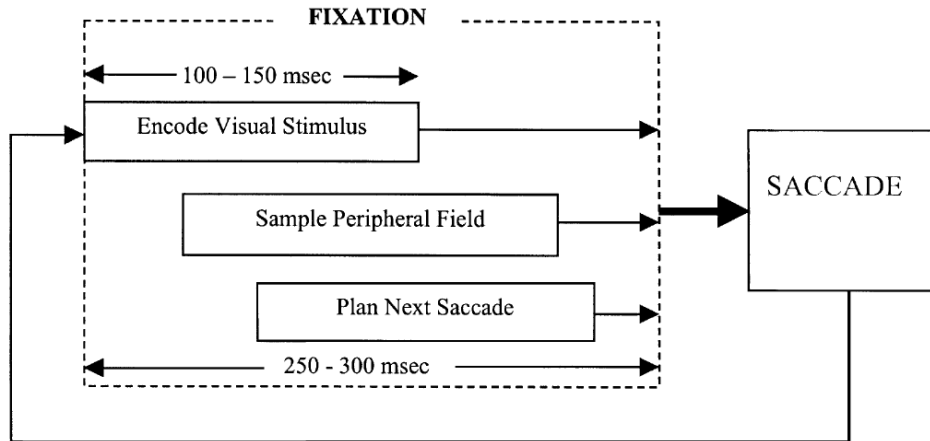 FIXATION
100 – 150 msec
Encode Visual Stimulus
Sample Peripheral Field
SACCADE
Plan Next Saccade
250 - 300 msec